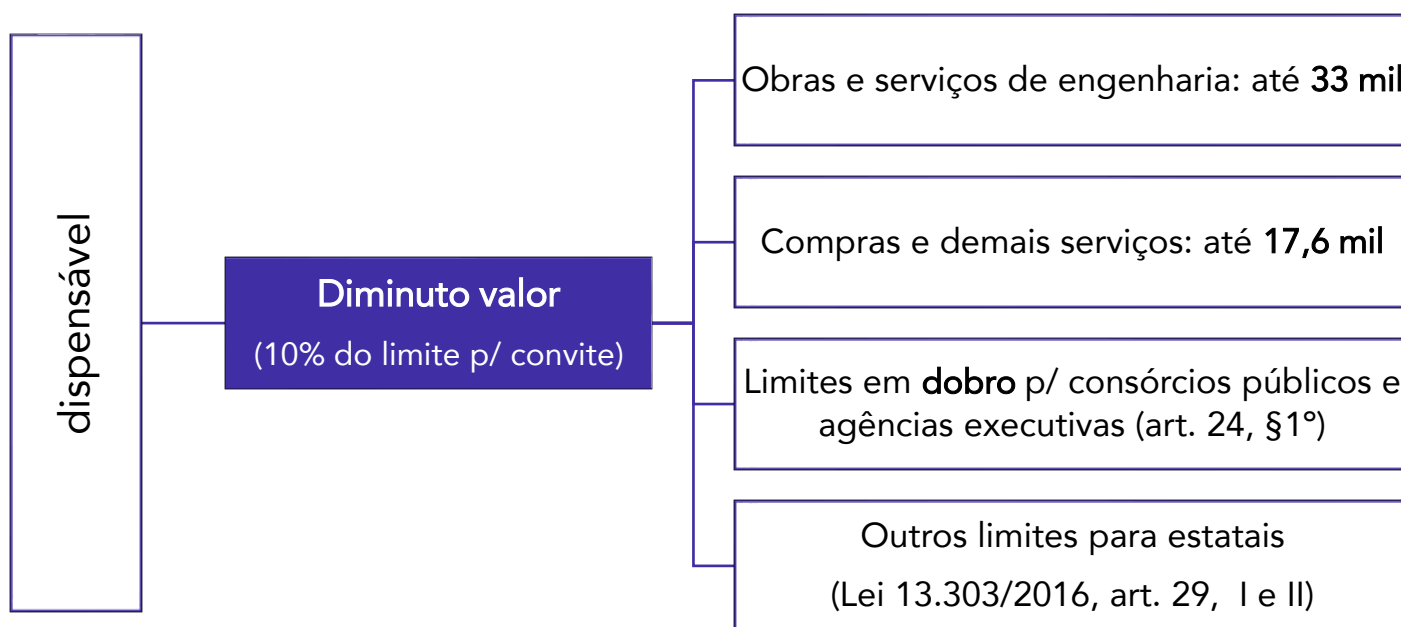 dispensável
Diminuto valor
(10% do limite p/ convite)
Obras e serviços de engenharia: até 33 mil
Compras e demais serviços: até 17,6 mil
Limites em dobro p/ consórcios públicos e
agências executivas (art. 24, §1º)
Outros limites para estatais
(Lei 13.303/2016, art. 29, I e II)